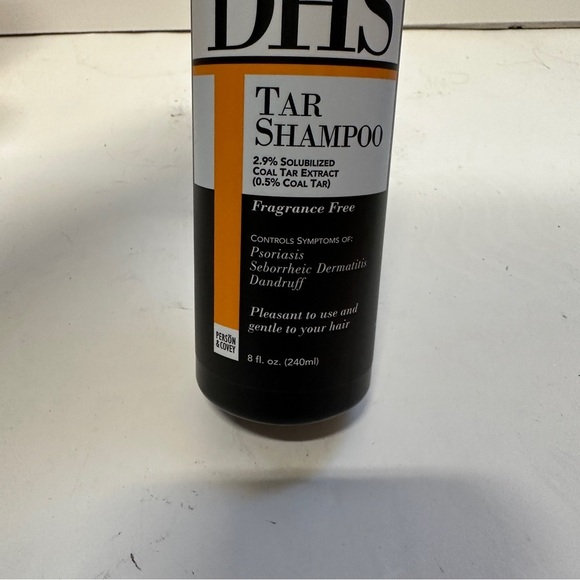 DHS
TAR
SHAMPOO
2.9% SOLUBILIZED
COAL TAR EXTRACT
(0.5% COAL TAR)
Fragrance Free
CONTROLS SYMPTOMS OF:
Psoriasis
Seborrheic Dermatitis
Dandruff
Pleasant to use and
gentle to your hair
PERSŌN
& COVEY
8 fl. oz. (240ml)